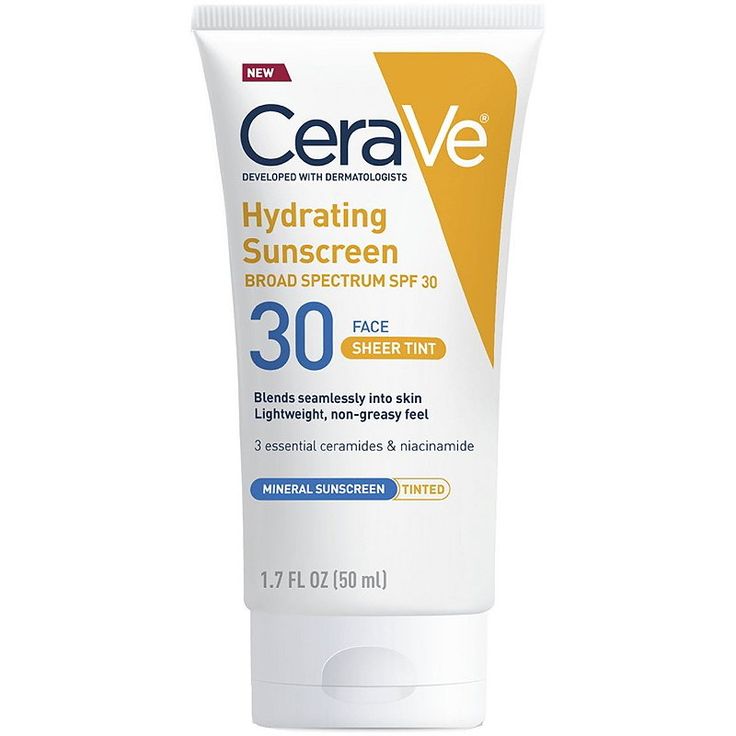 NEW
CeraVe®
DEVELOPED WITH DERMATOLOGISTS
Hydrating
Sunscreen
BROAD SPECTRUM SPF 30
30 FACE
SHEER TINT
Blends seamlessly into skin
Lightweight, non-greasy feel
3 essential ceramides & niacinamide
MINERAL SUNSCREEN TINTED
1.7 FL OZ (50 ml)